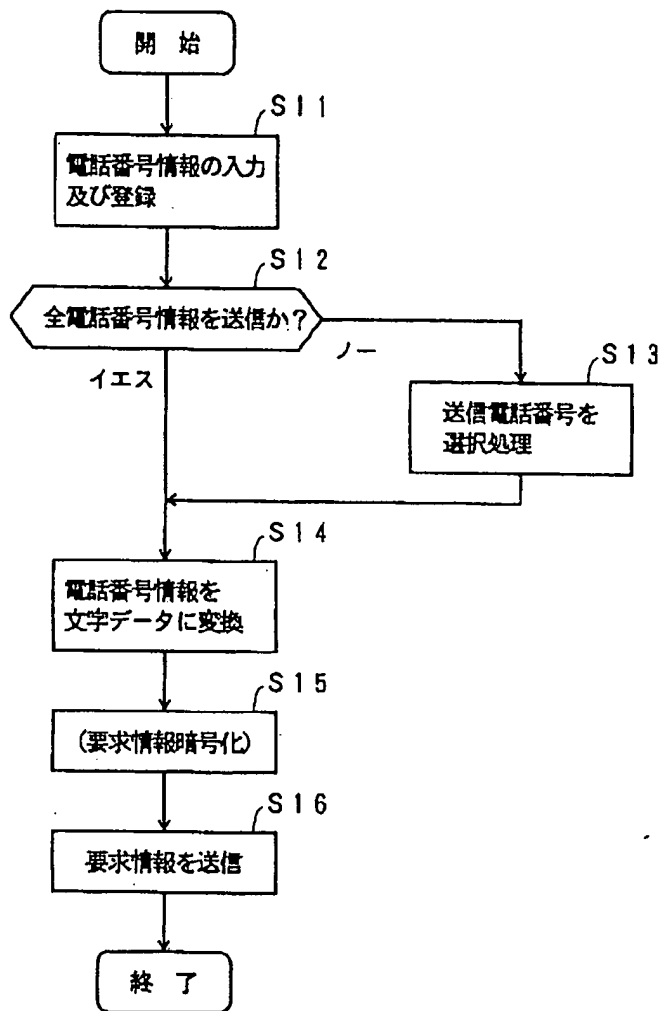 開 始
S11
電話番号情報の入力
及び登録
S12
全電話番号情報を送信か?
ノー
イエス
S13
送信電話番号を
選択処理
S14
電話番号情報を
文字データに変換
S15
(要求情報暗号化)
S16
要求情報を送信
終 了